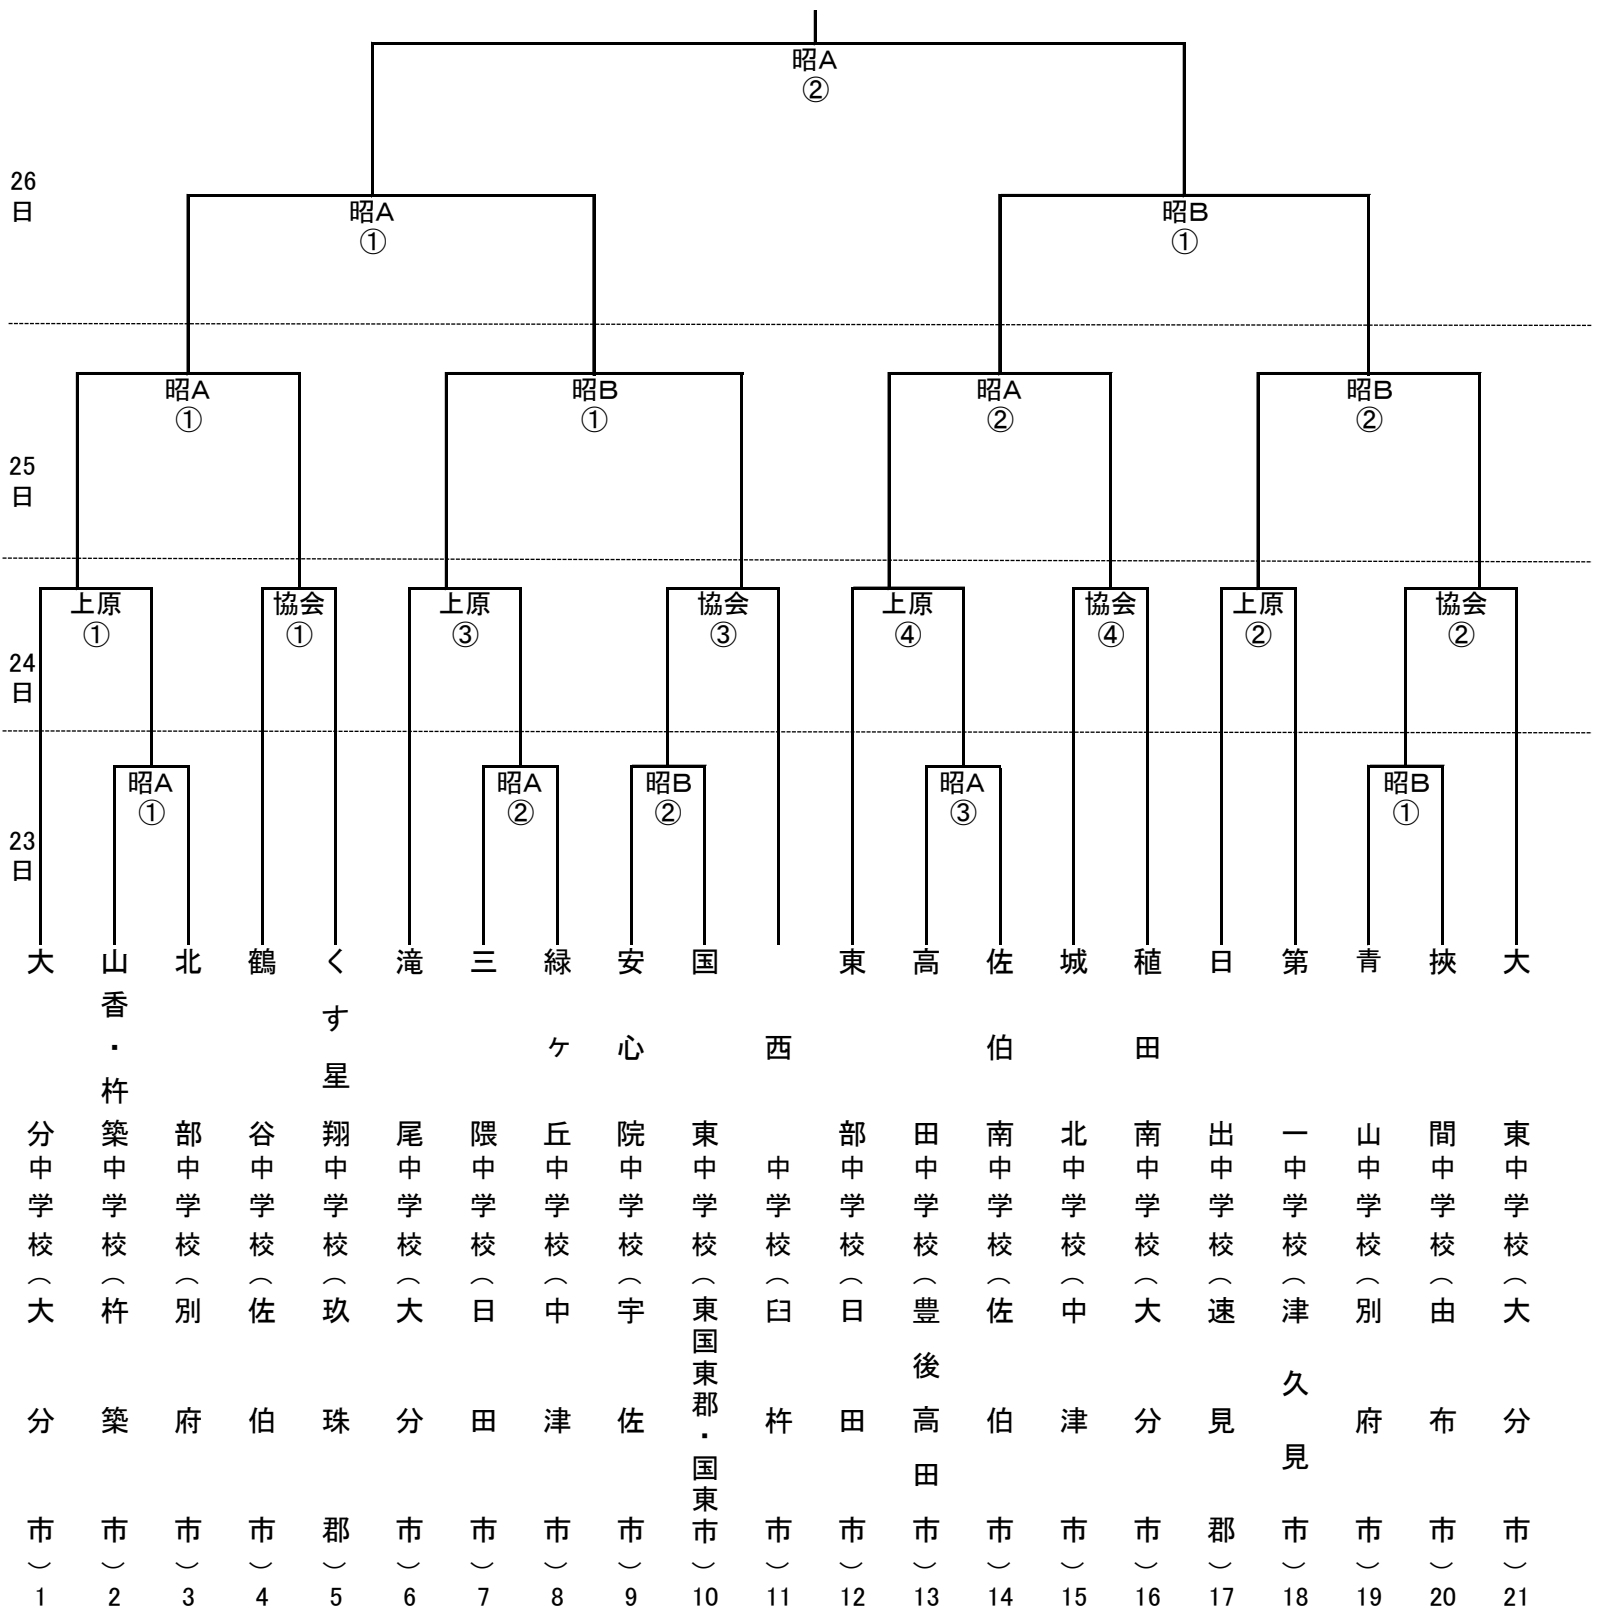 昭A
②
26
日
昭A
①
昭B
①
昭A
①
昭B
①
昭A
②
昭B
②
25
日
上原
①
協会
①
上原
③
協会
③
上原
④
協会
④
上原
②
協会
②
24
日
昭A
①
昭A
②
昭B
②
昭A
③
昭B
①
23
日
大分中学校（大分市）1
山香・杵築中学校（杵築市）2
北部中学校（別府市）3
鶴谷中学校（佐伯市）4
くす星翔中学校（玖珠郡）5
滝尾中学校（大分市）6
三隈中学校（日田市）7
緑ヶ丘中学校（中津市）8
安心院中学校（宇佐市）9
国東中学校（東国東郡・国東市）10
西中学校（臼杵市）11
東部中学校（日田市）12
高田中学校（豊後高田市）13
佐伯南中学校（佐伯市）14
城北中学校（中津市）15
稙田南中学校（大分市）16
日出中学校（速見郡）17
第一中学校（津久見市）18
青山中学校（別府市）19
挾間中学校（由布市）20
大東中学校（大分市）21